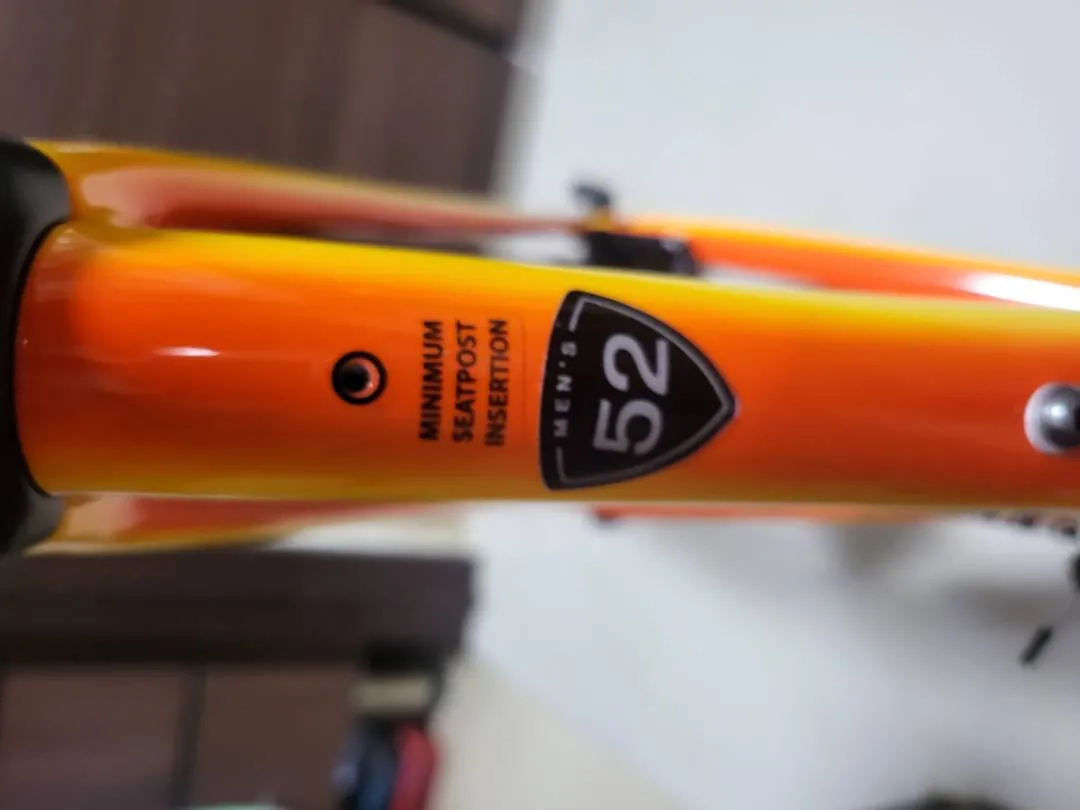 MINIMUM
SEATPOST
INSERTION
MEN'S
52